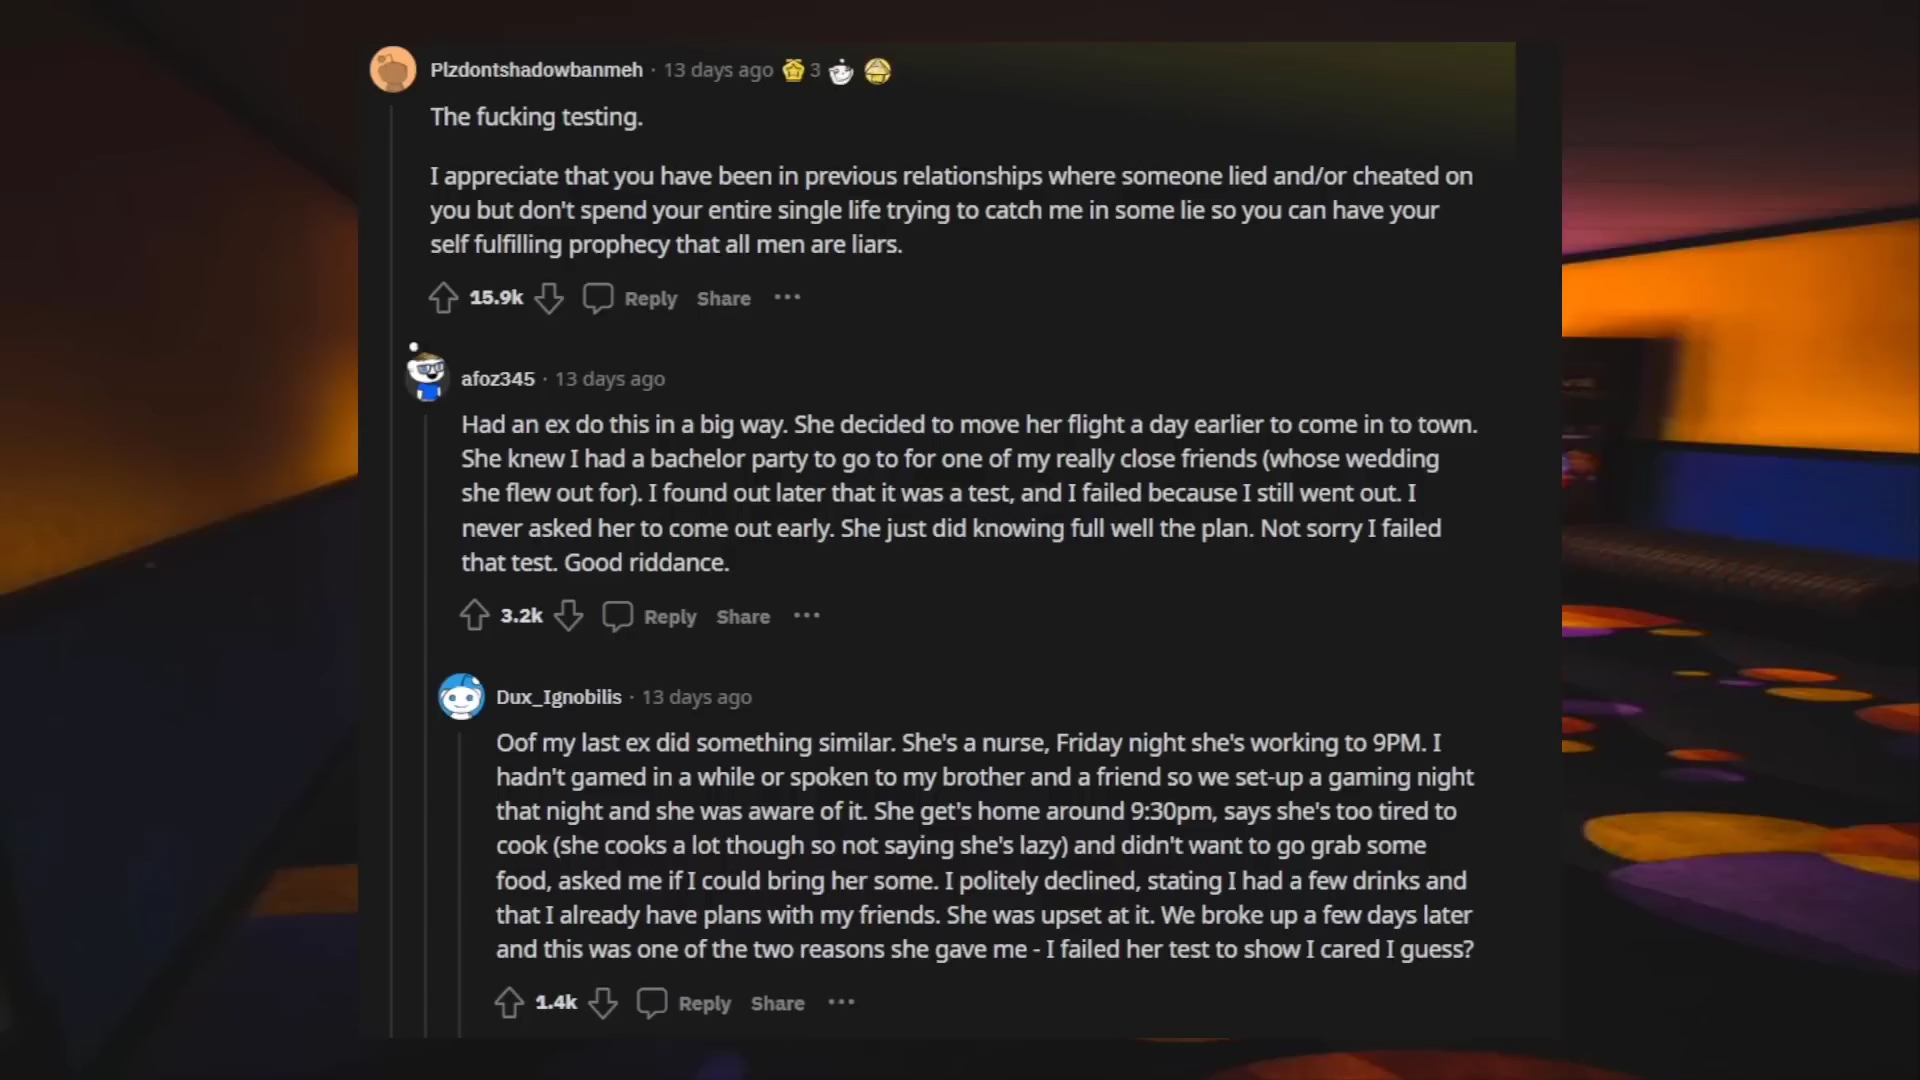 Plzdontshadowbanmeh · 13 days ago 3
The fucking testing.
I appreciate that you have been in previous relationships where someone lied and/or cheated on
you but don't spend your entire single life trying to catch me in some lie so you can have your
self fulfilling prophecy that all men are liars.
15.9k Reply Share ···
afoz345 · 13 days ago
Had an ex do this in a big way. She decided to move her flight a day earlier to come in to town.
She knew I had a bachelor party to go to for one of my really close friends (whose wedding
she flew out for). I found out later that it was a test, and I failed because I still went out. I
never asked her to come out early. She just did knowing full well the plan. Not sorry I failed
that test. Good riddance.
3.2k Reply Share ···
Dux_Ignobilis · 13 days ago
Oof my last ex did something similar. She's a nurse, Friday night she's working to 9PM. I
hadn't gamed in a while or spoken to my brother and a friend so we set-up a gaming night
that night and she was aware of it. She get's home around 9:30pm, says she's too tired to
cook (she cooks a lot though so not saying she's lazy) and didn't want to go grab some
food, asked me if I could bring her some. I politely declined, stating I had a few drinks and
that I already have plans with my friends. She was upset at it. We broke up a few days later
and this was one of the two reasons she gave me - I failed her test to show I cared I guess?
1.4k Reply Share ···